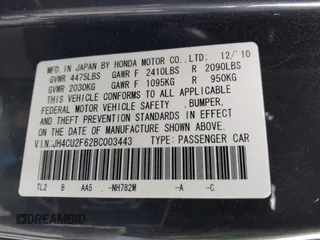 MFD. IN JAPAN BY HONDA MOTOR CO.,LTD. 12/'10
GVWR 4475LBS GAWR F 2410LBS R 2090LBS
GVWR 2030KG GAWR F 1095KG R 950KG
THIS VEHICLE CONFORMS TO ALL APPLICABLE
FEDERAL MOTOR VEHICLE SAFETY, BUMPER,
AND THEFT PREVENTION STANDARDS IN EFFECT
ON THE DATE OF MANUFACTURE SHOWN ABOVE.
V.I.N.:JH4CU2F62BC003443 TYPE: PASSENGER CAR
TL2 B AA5 -NH782M -A -C
DREAMBID